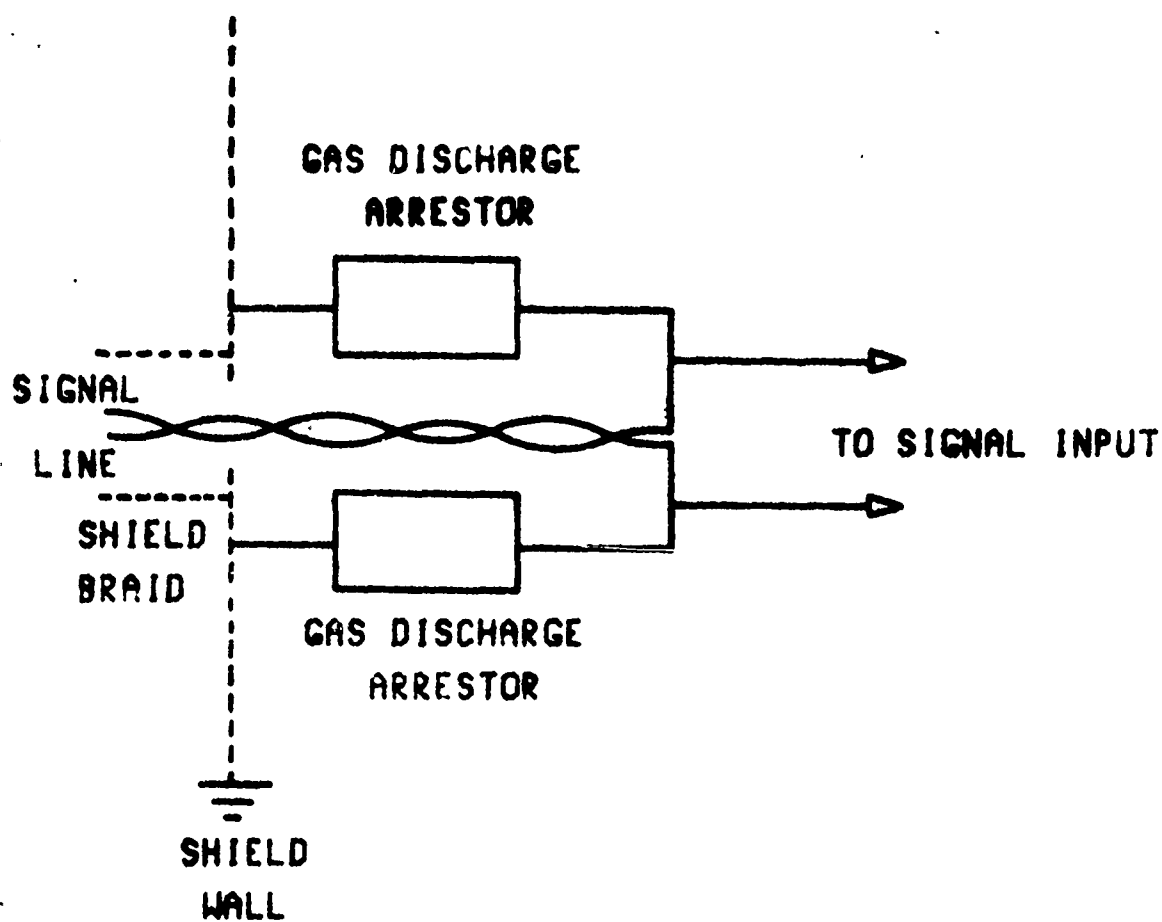 GAS DISCHARGE
ARRESTOR
SIGNAL
LINE
TO SIGNAL INPUT
SHIELD
BRAID
GAS DISCHARGE
ARRESTOR
SHIELD
WALL